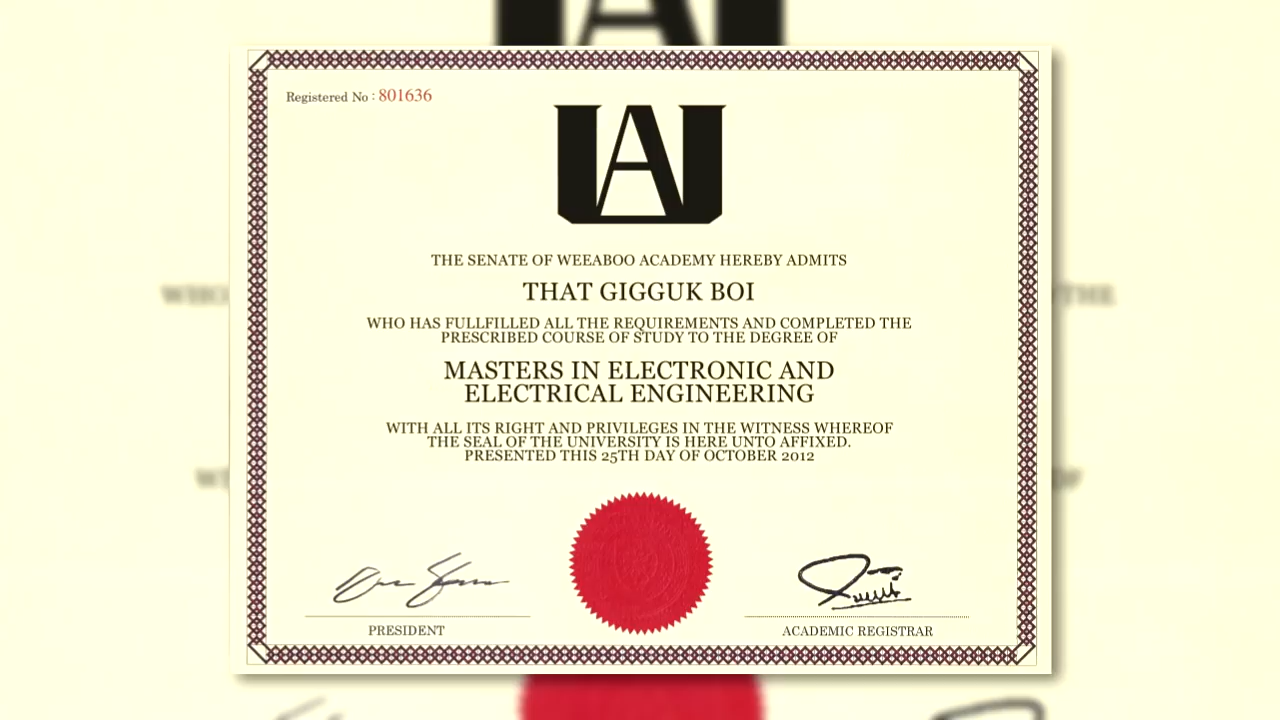 Registered No : 801636
UA
THE SENATE OF WEEABOO ACADEMY HEREBY ADMITS
THAT GIGGUK BOI
WHO HAS FULLFILLED ALL THE REQUIREMENTS AND COMPLETED THE
PRESCRIBED COURSE OF STUDY TO THE DEGREE OF
MASTERS IN ELECTRONIC AND
ELECTRICAL ENGINEERING
WITH ALL ITS RIGHT AND PRIVILEGES IN THE WITNESS WHEREOF
THE SEAL OF THE UNIVERSITY IS HERE UNTO AFFIXED.
PRESENTED THIS 25TH DAY OF OCTOBER 2012
PRESIDENT
ACADEMIC REGISTRAR